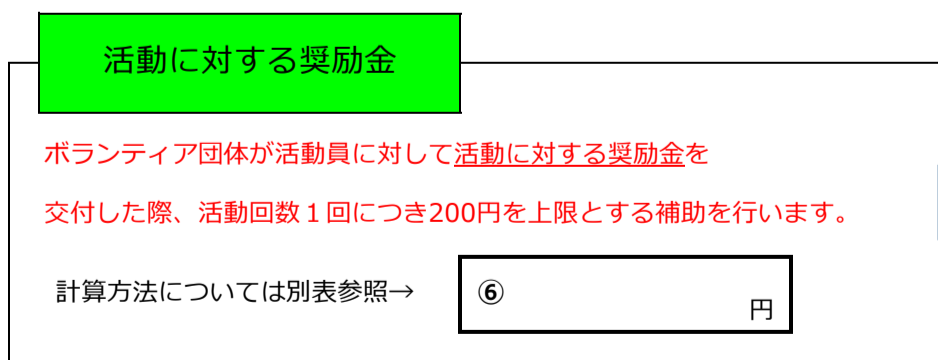 活動に対する奨励金
ボランティア団体が活動員に対して活動に対する奨励金を
交付した際、活動回数１回につき200円を上限とする補助を行います。
計算方法については別表参照→
⑥
円